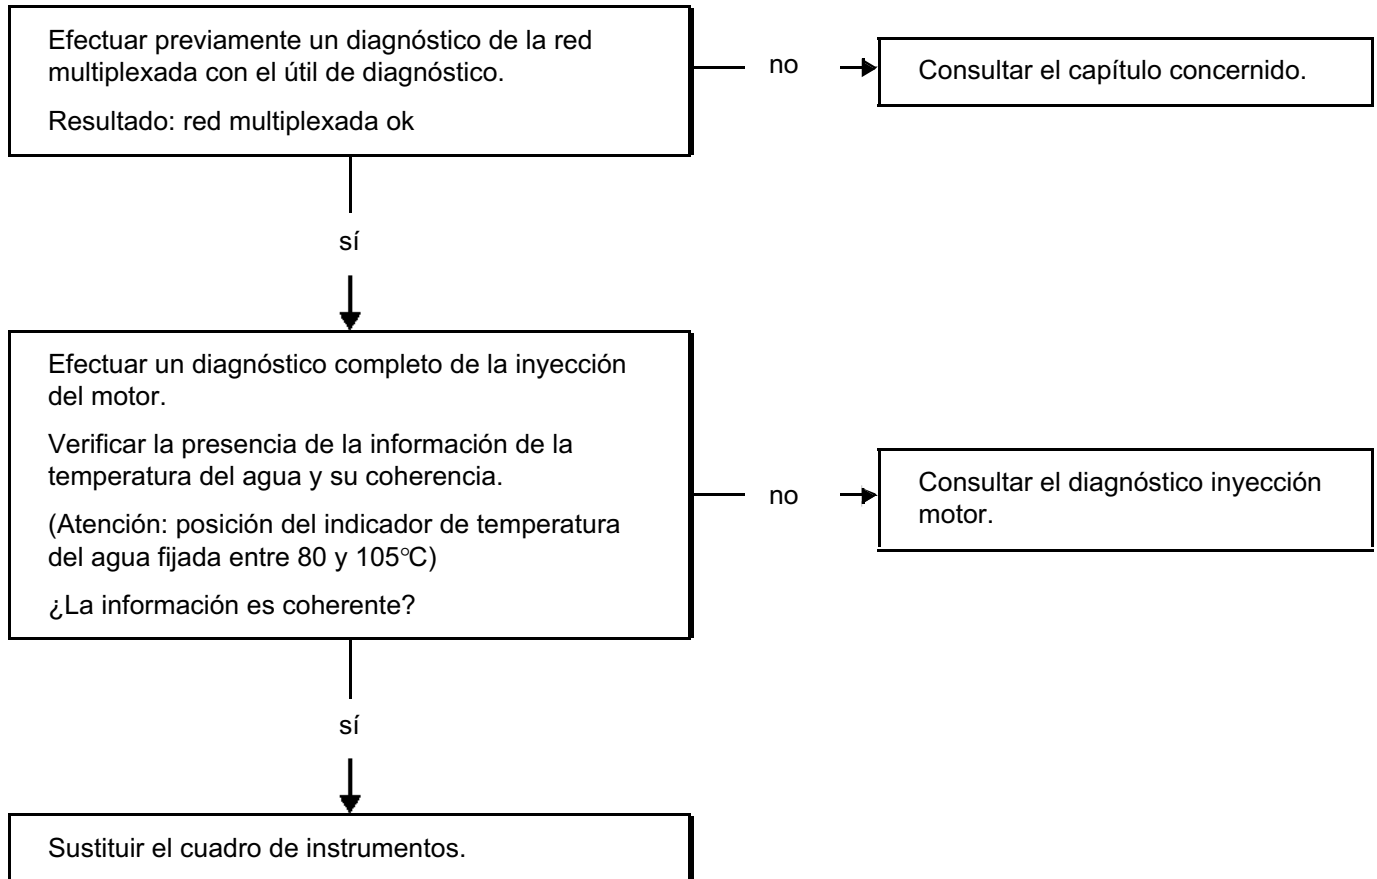 Efectuar previamente un diagnóstico de la red
multiplexada con el útil de diagnóstico.
Resultado: red multiplexada ok
no
Consultar el capítulo concernido.
sí
Efectuar un diagnóstico completo de la inyección
del motor.
Verificar la presencia de la información de la
temperatura del agua y su coherencia.
(Atención: posición del indicador de temperatura
del agua fijada entre 80 y 105°C)
¿La información es coherente?
no
Consultar el diagnóstico inyección
motor.
sí
Sustituir el cuadro de instrumentos.